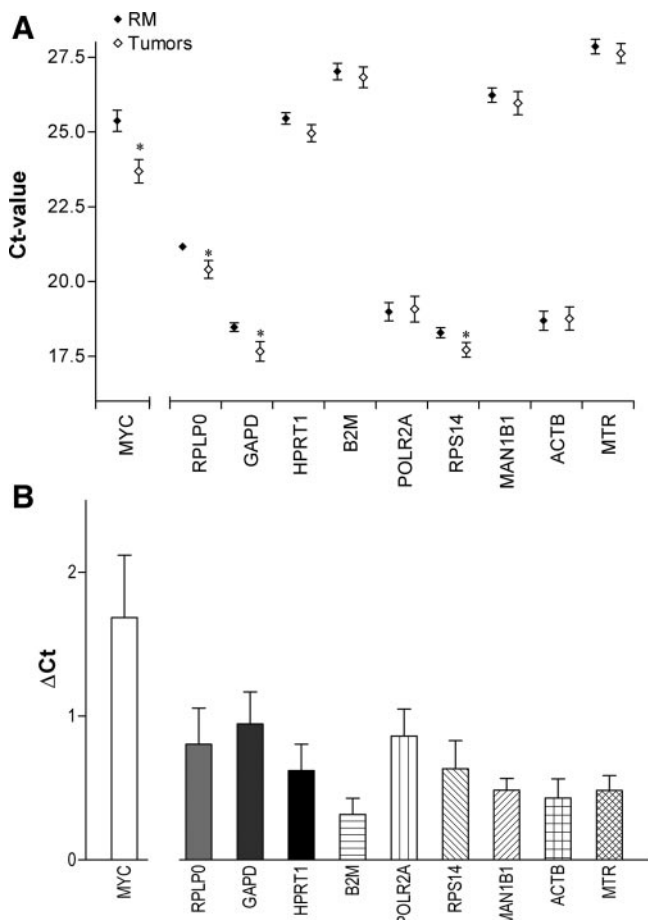 A
RM
Tumors
27.5
25.0
22.5
20.0
17.5
Ct-value
*
*
*
*
MYC
RPLP0
GAPD
HPRT1
B2M
POLR2A
RPS14
MAN1B1
ACTB
MTR
B
2
1
0
ΔCt
MYC
RPLP0
GAPD
HPRT1
B2M
POLR2A
RPS14
MAN1B1
ACTB
MTR